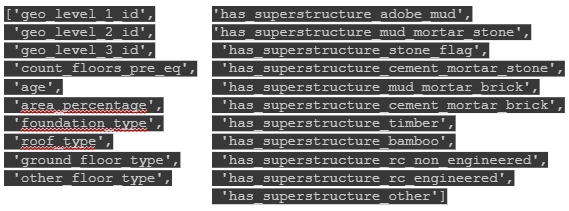 ['geo_level_1_id',
'geo_level_2_id',
'geo_level_3_id',
'count_floors_pre_eq',
'age',
'area_percentage',
'foundation_type',
'roof_type',
'ground_floor_type',
'other_floor_type',
'has_superstructure_adobe_mud',
'has_superstructure_mud_mortar_stone',
'has_superstructure_stone_flag',
'has_superstructure_cement_mortar_stone',
'has_superstructure_mud_mortar_brick',
'has_superstructure_cement_mortar_brick',
'has_superstructure_timber',
'has_superstructure_bamboo',
'has_superstructure_rc_non_engineered',
'has_superstructure_rc_engineered',
'has_superstructure_other']